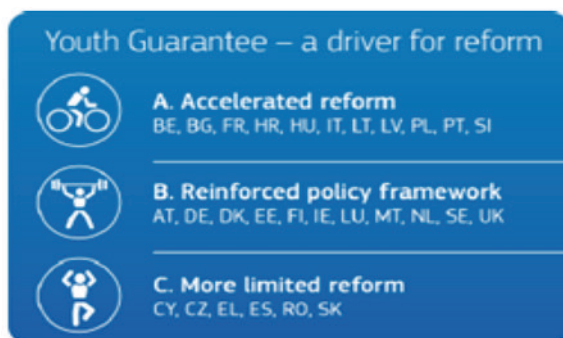 Youth Guarantee – a driver for reform
A. Accelerated reform
BE, BG, FR, HR, HU, IT, LT, LV, PL, PT, SI
B. Reinforced policy framework
AT, DE, DK, EE, FI, IE, LU, MT, NL, SE, UK
C. More limited reform
CY, CZ, EL, ES, RO, SK